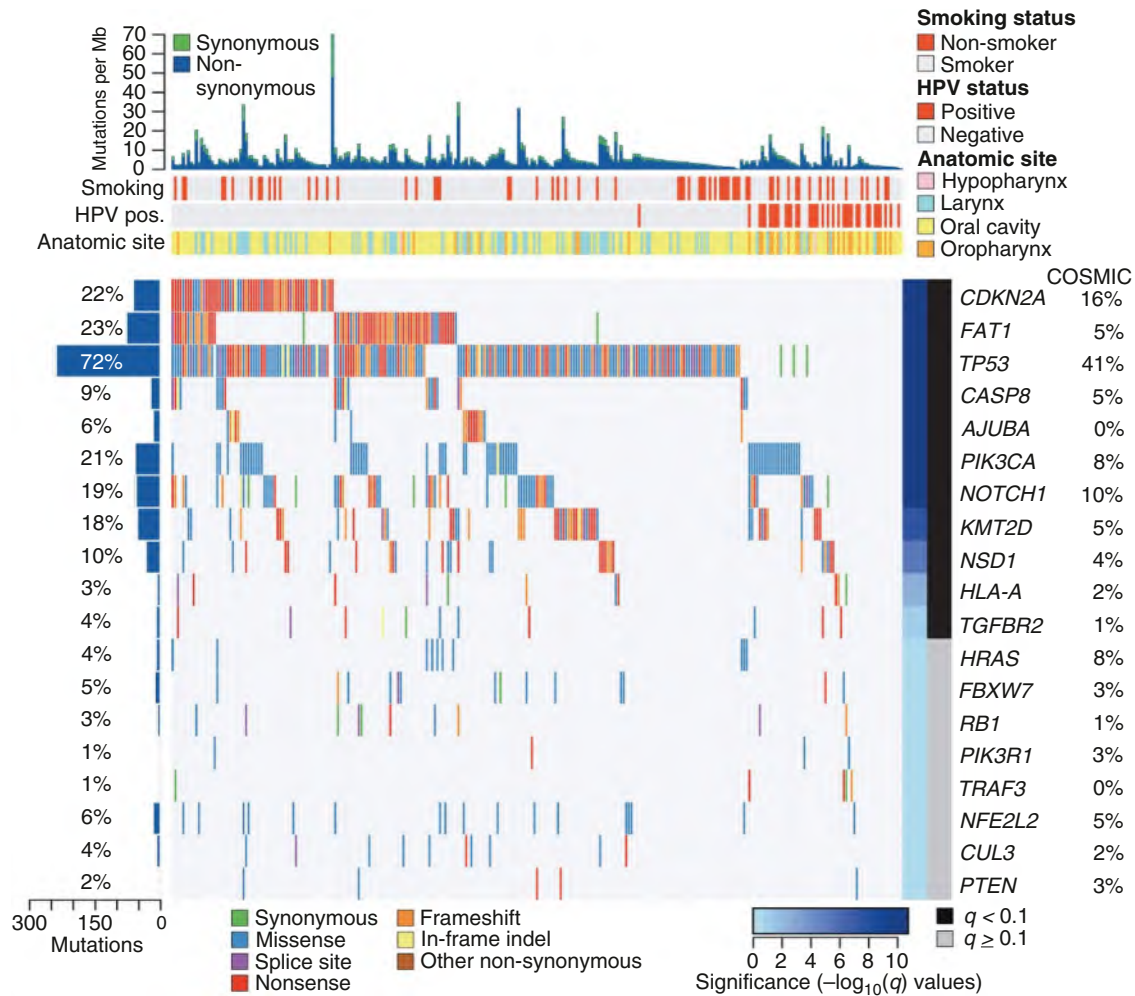 Mutations per Mb
70
60
50
40
30
20
10
0
Synonymous
Non-
synonymous
Smoking status
Non-smoker
Smoker
HPV status
Positive
Negative
Anatomic site
Hypopharynx
Larynx
Oral cavity
Oropharynx
Smoking
HPV pos.
Anatomic site
COSMIC
22% CDKN2A 16%
23% FAT1 5%
72% TP53 41%
9% CASP8 5%
6% AJUBA 0%
21% PIK3CA 8%
19% NOTCH1 10%
18% KMT2D 5%
10% NSD1 4%
3% HLA-A 2%
4% TGFBR2 1%
4% HRAS 8%
5% FBXW7 3%
3% RB1 1%
1% PIK3R1 3%
1% TRAF3 0%
6% NFE2L2 5%
4% CUL3 2%
2% PTEN 3%
300 150 0
Mutations
Synonymous
Missense
Splice site
Nonsense
Frameshift
In-frame indel
Other non-synonymous
0 2 4 6 8 10
Significance (–log10(q) values)
q < 0.1
q ≥ 0.1